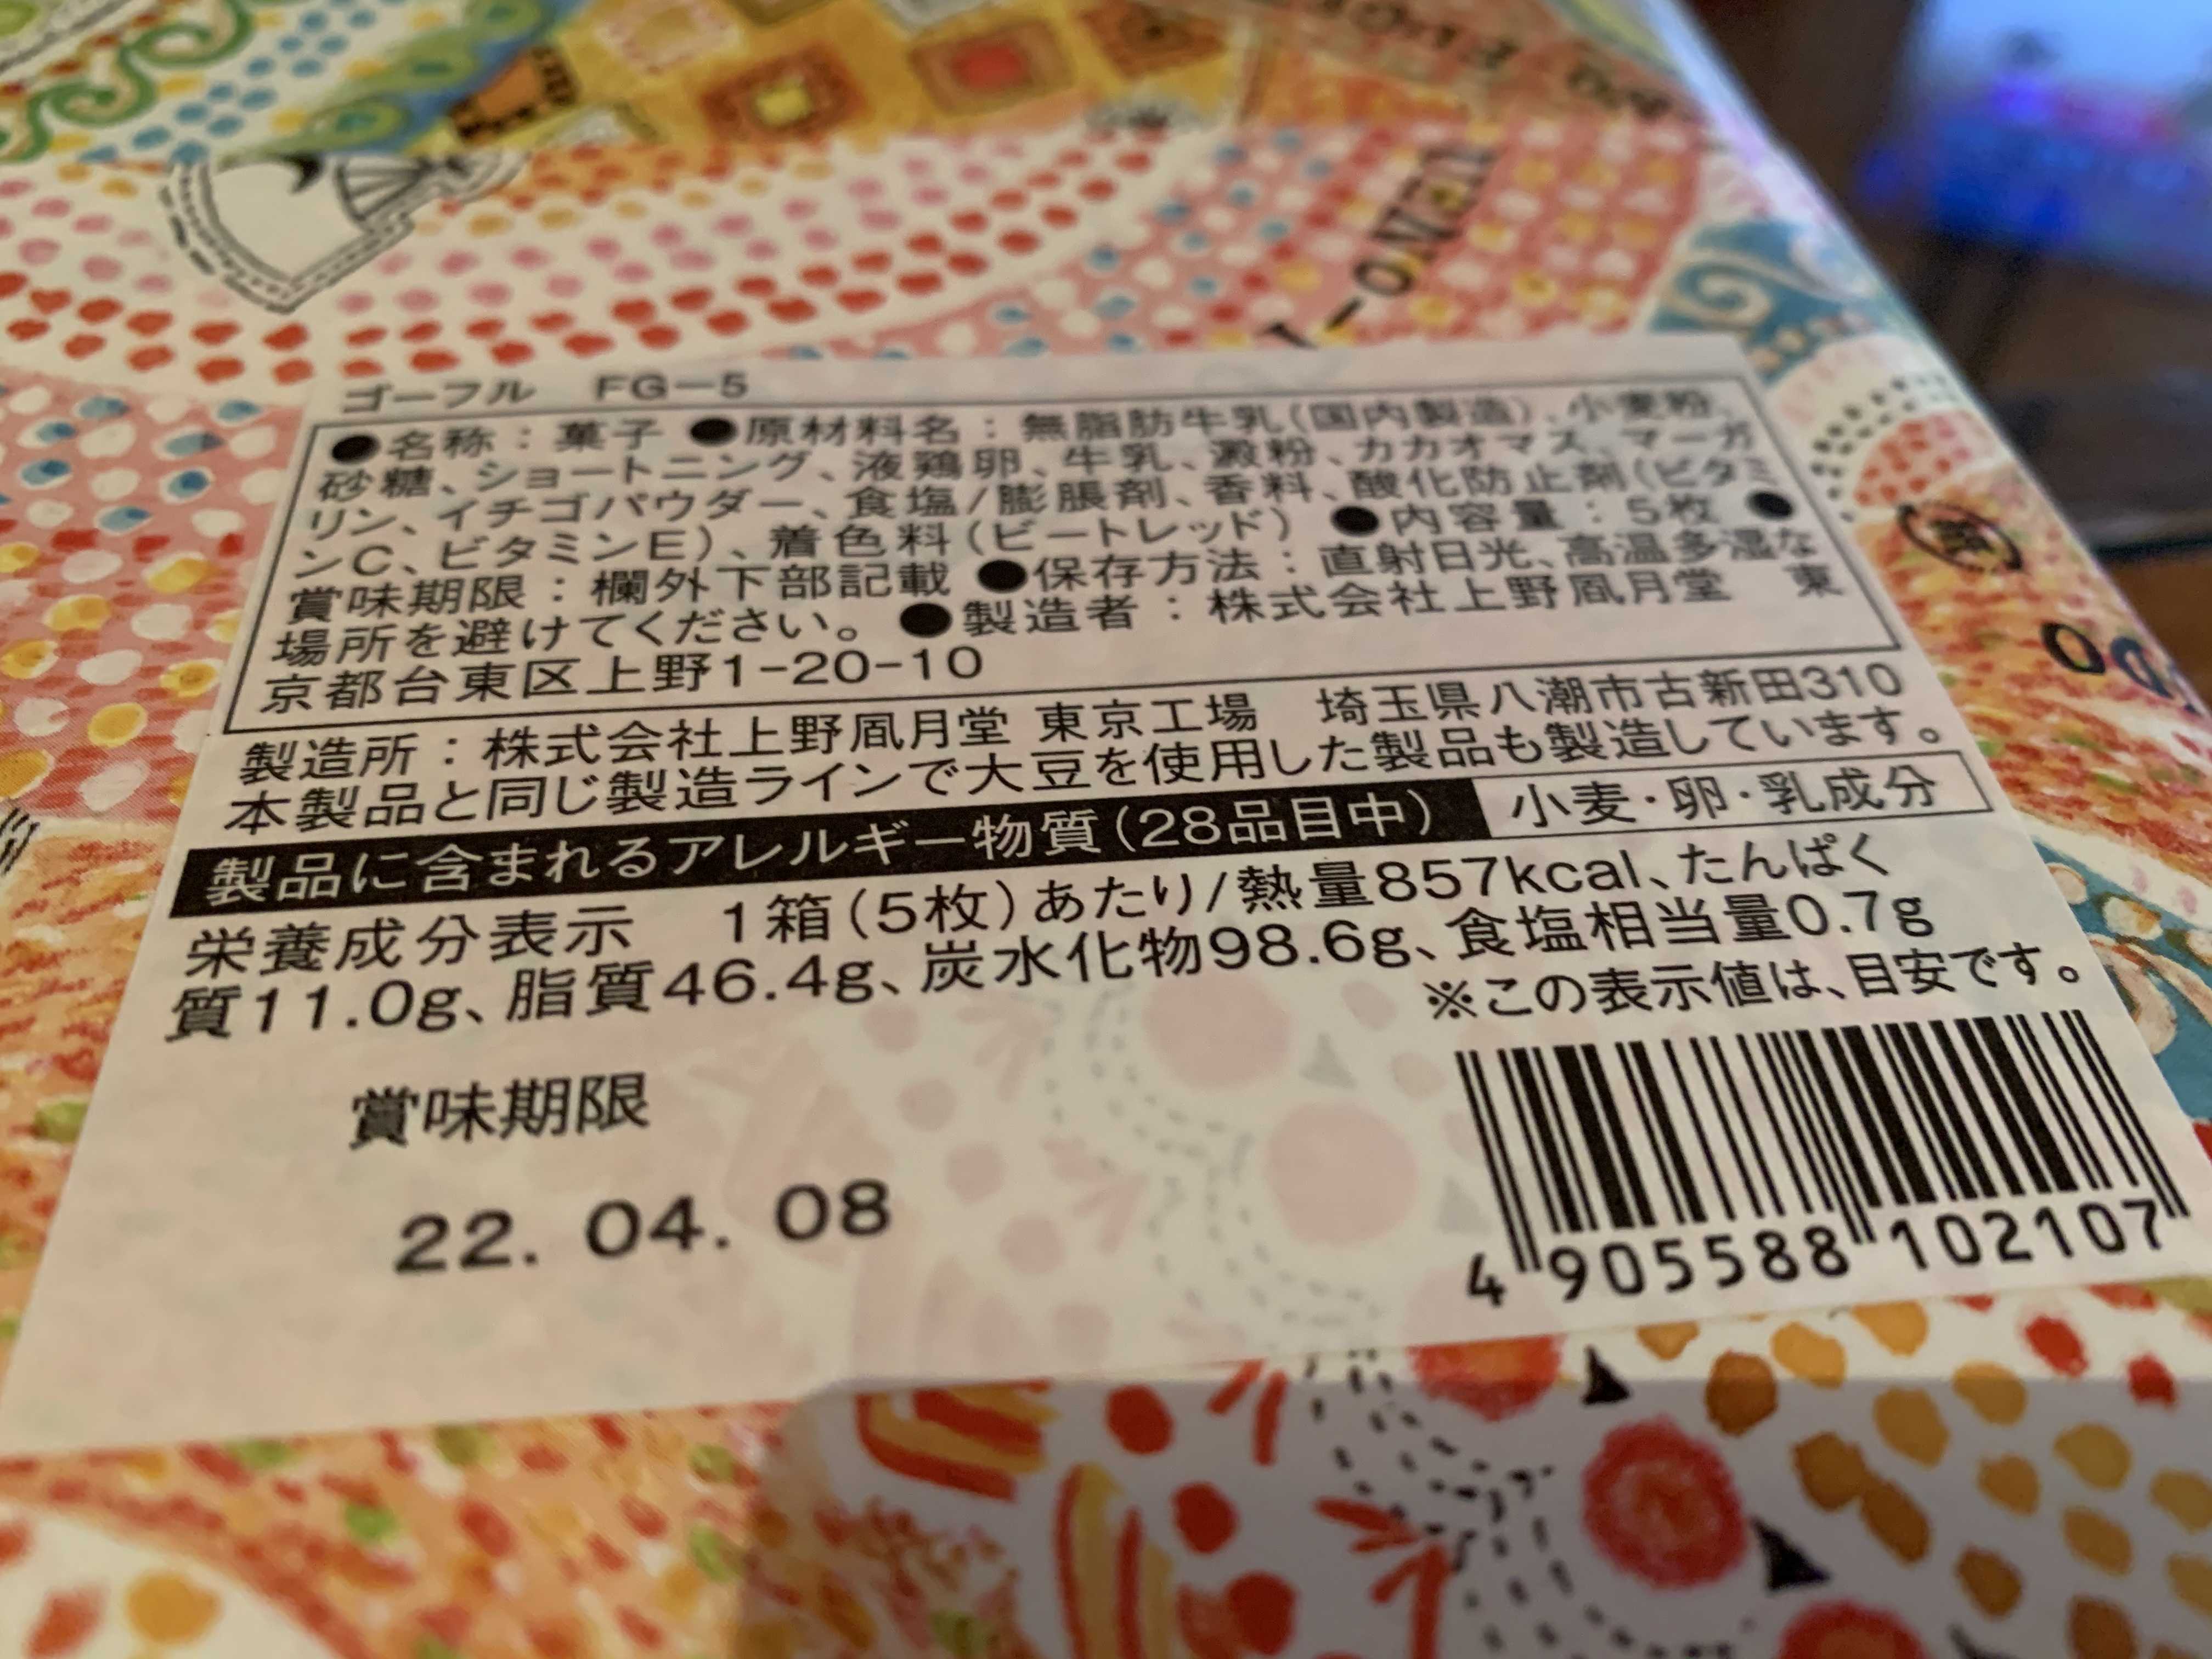 UENO-1
ゴーフル　FG－5
●名称：菓子 ●原材料名：無脂肪牛乳(国内製造)、小麦粉、
砂糖、ショートニング、液鶏卵、牛乳、澱粉、カカオマス、マーガ
リン、イチゴパウダー、食塩/膨脹剤、香料、酸化防止剤(ビタミ
ンC、ビタミンE)、着色料(ビートレッド) ●内容量：5枚 ●
賞味期限：欄外下部記載 ●保存方法：直射日光、高温多湿な
場所を避けてください。 ●製造者：株式会社上野凮月堂　東
京都台東区上野1-20-10
製造所：株式会社上野凮月堂 東京工場　埼玉県八潮市古新田310
本製品と同じ製造ラインで大豆を使用した製品も製造しています。
製品に含まれるアレルギー物質(28品目中) 小麦・卵・乳成分
栄養成分表示　1箱(5枚)あたり/熱量857kcal、たんぱく
質11.0g、脂質46.4g、炭水化物98.6g、食塩相当量0.7g
※この表示値は、目安です。
賞味期限
22. 04. 08
4 905588 102107